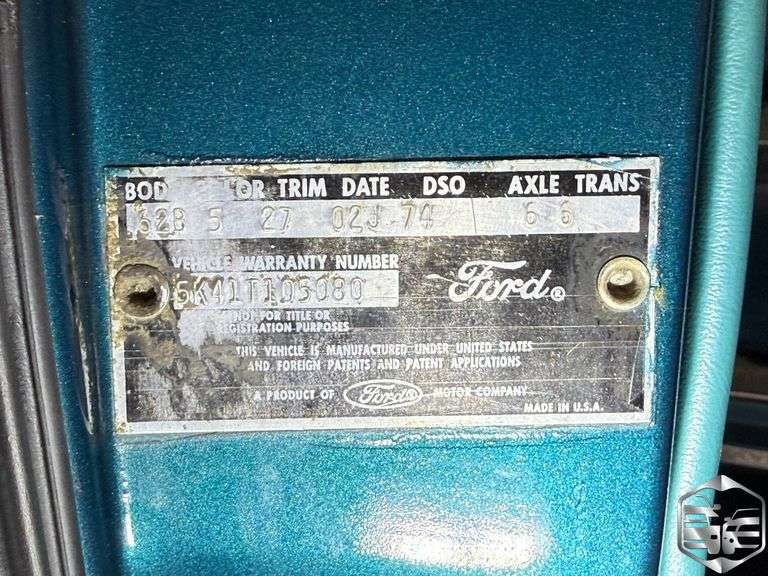 BOD OR TRIM DATE DSO AXLE TRANS
62B 5 27 02J 74 6 6
VEHICLE WARRANTY NUMBER
5K41T105080
Ford ®
NOT FOR TITLE OR
REGISTRATION PURPOSES
THIS VEHICLE IS MANUFACTURED UNDER UNITED STATES
AND FOREIGN PATENTS AND PATENT APPLICATIONS
A PRODUCT OF Ford MOTOR COMPANY
MADE IN U.S.A.